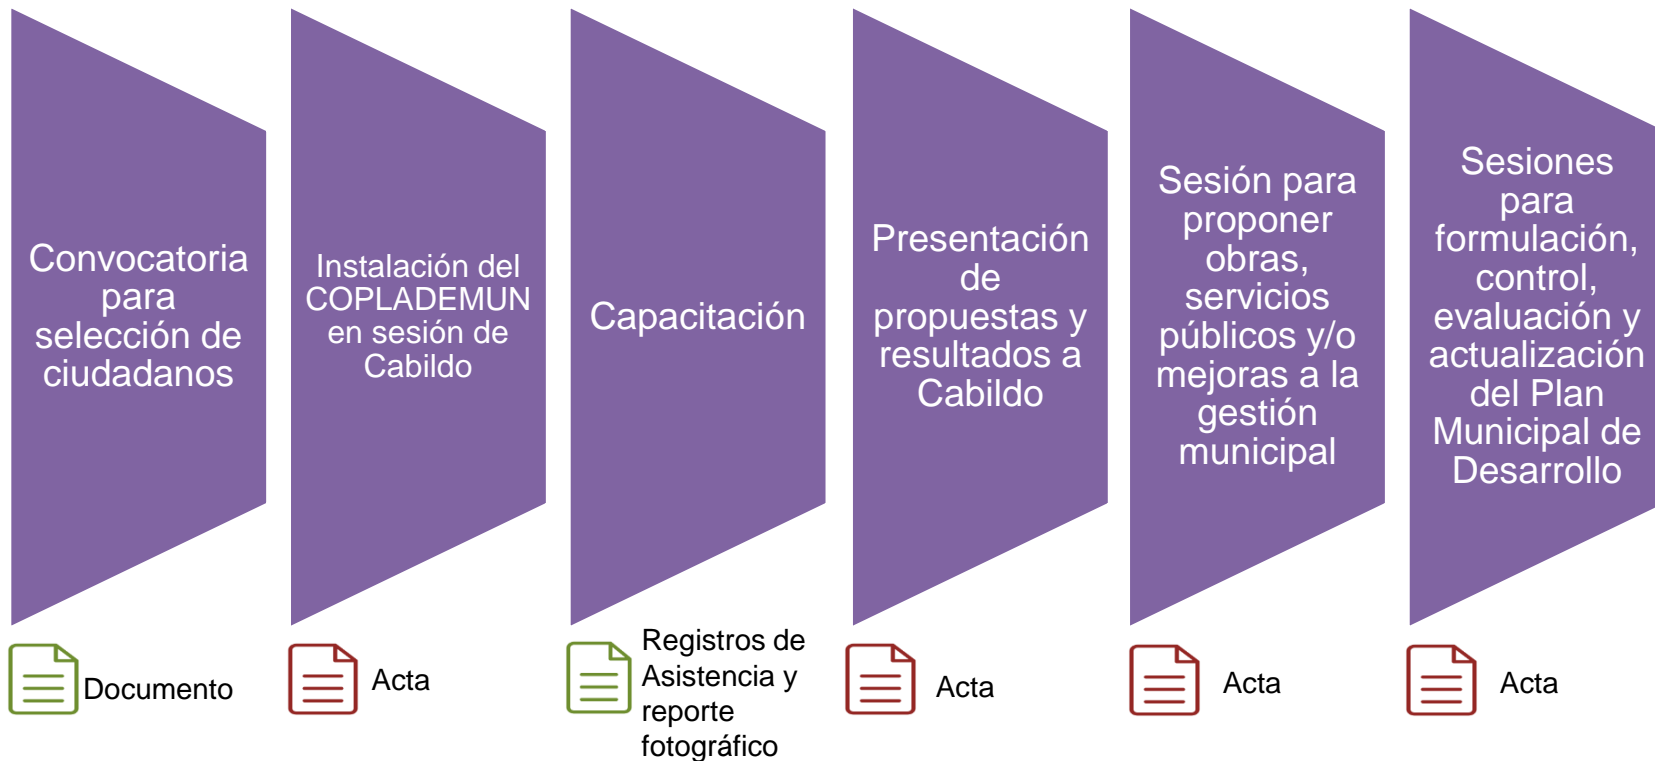 Convocatoria
para
selección de
ciudadanos
Instalación del
COPLADEMUN
en sesión de
Cabildo
Capacitación
Presentación
de
propuestas y
resultados a
Cabildo
Sesión para
proponer
obras,
servicios
públicos y/o
mejoras a la
gestión
municipal
Sesiones
para
formulación,
control,
evaluación y
actualización
del Plan
Municipal de
Desarrollo
Documento
Acta
Registros de
Asistencia y
reporte
fotográfico
Acta
Acta
Acta